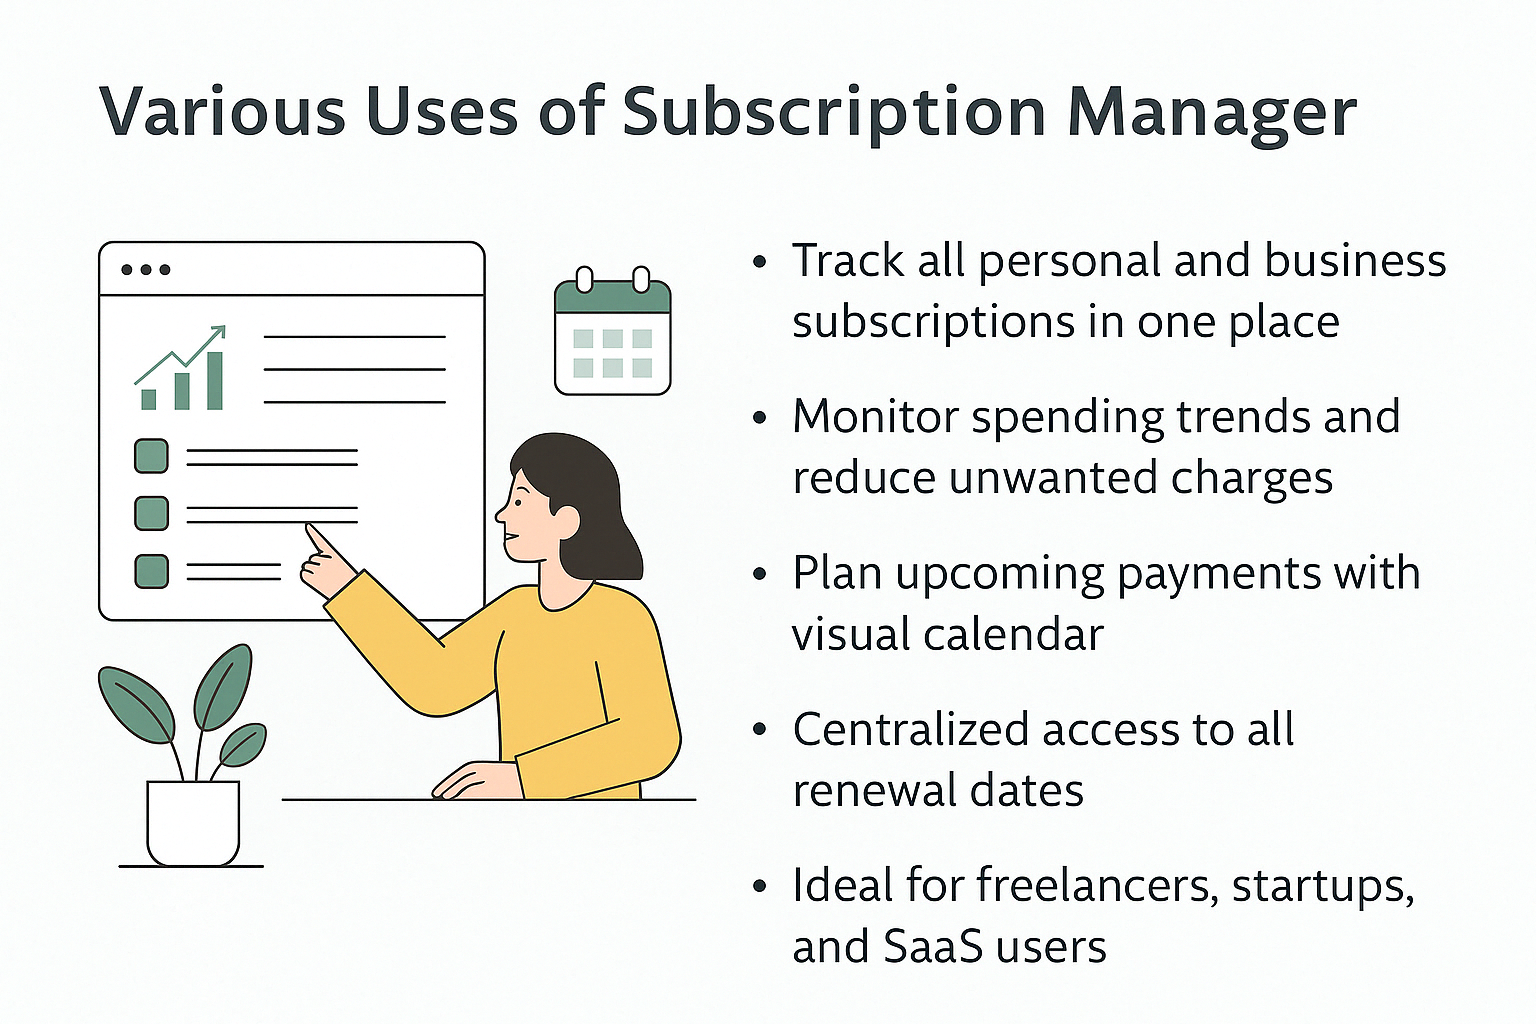 Various Uses of Subscription Manager
• Track all personal and business
subscriptions in one place
• Monitor spending trends and
reduce unwanted charges
• Plan upcoming payments with
visual calendar
• Centralized access to all
renewal dates
• Ideal for freelancers, startups,
and SaaS users